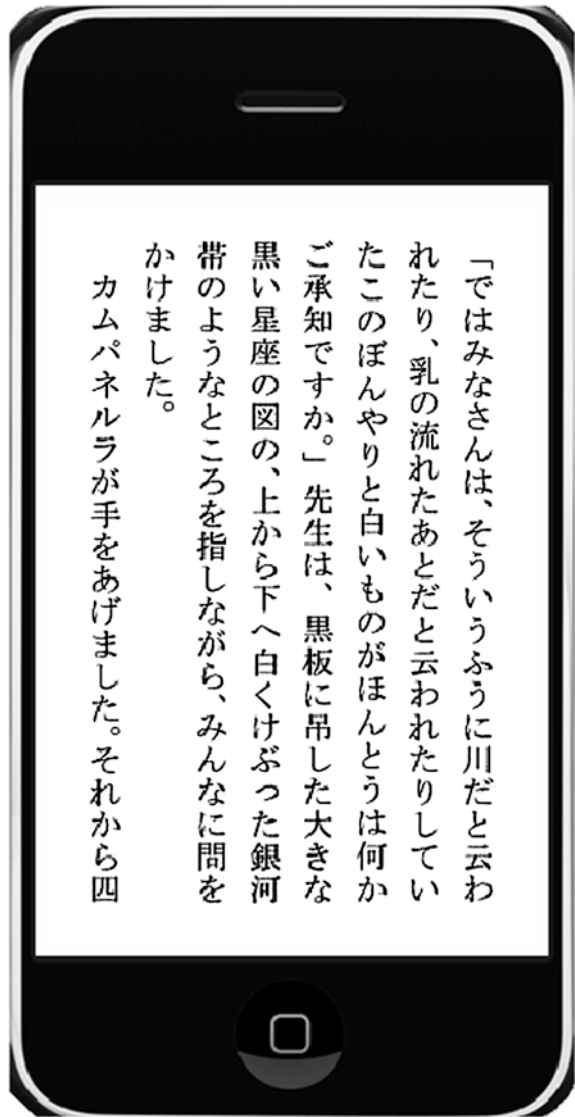 「ではみなさんは、そういうふうに川だと云わ
れたり、乳の流れたあとだと云われたりしてい
たこのぼんやりと白いものがほんとうは何か
ご承知ですか。」先生は、黒板に吊した大きな
黒い星座の図の、上から下へ白くけぶった銀河
帯のようなところを指しながら、みんなに問を
かけました。
　カムパネルラが手をあげました。それから四